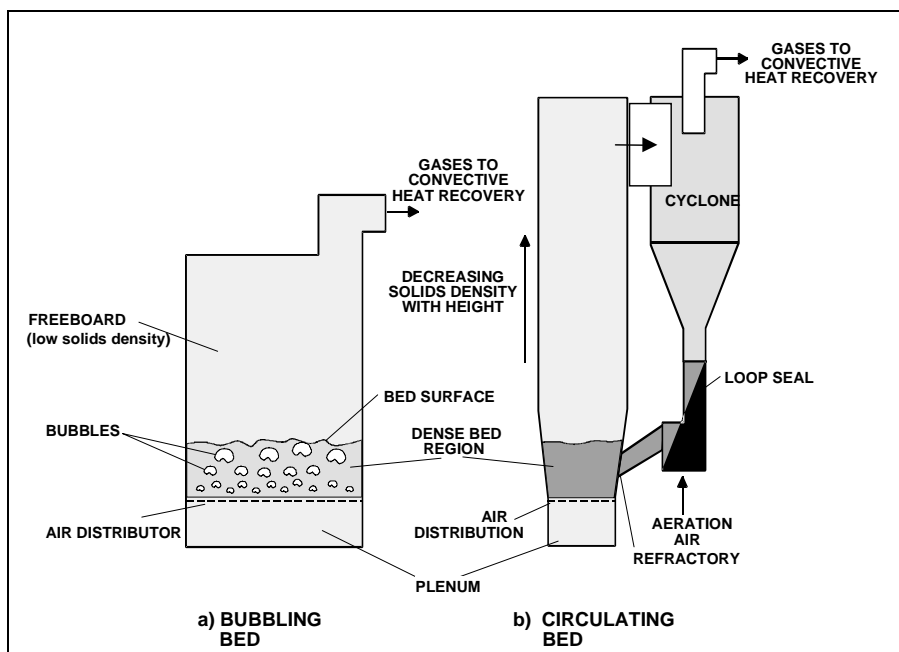 GASES TO
CONVECTIVE
HEAT RECOVERY
GASES TO
CONVECTIVE
HEAT RECOVERY
CYCLONE
DECREASING
SOLIDS DENSITY
WITH HEIGHT
FREEBOARD
(low solids density)
LOOP SEAL
BED SURFACE
BUBBLES
DENSE BED
REGION
AIR DISTRIBUTOR
AIR
DISTRIBUTION
AERATION
AIR
REFRACTORY
PLENUM
a) BUBBLING
BED
b) CIRCULATING
BED